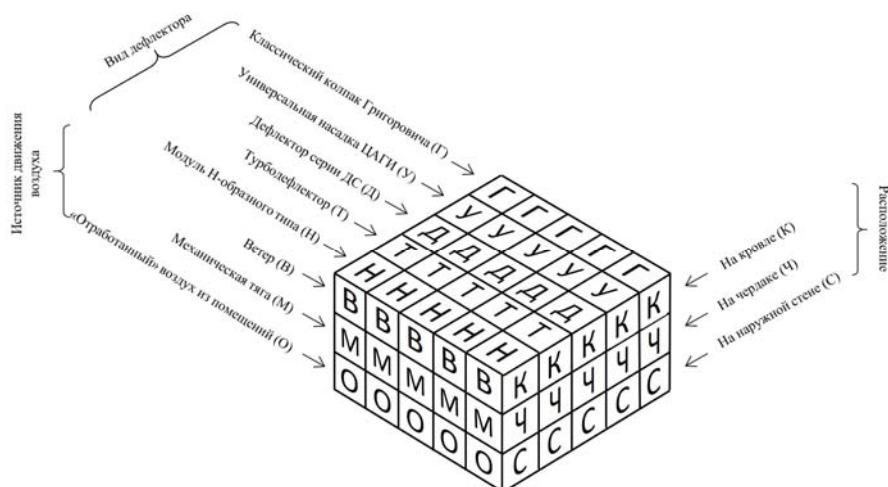 Вид дефлектора
Классический колпак Григоровича (Г)
Универсальная насадка ЦАГИ (У)
Дефлектор серии ДС (Д)
Турбодефлектор (Т)
Модуль Н-образного типа (Н)
Источник движения
воздуха
Ветер (В)
Механическая тяга (М)
«Отработанный» воздух из помещений (О)
Расположение
На кровле (К)
На чердаке (Ч)
На наружной стене (С)
Г Г Г Г Г
У У У У У
Д Д Д Д Д
Т Т Т Т Т
Н Н Н Н Н
В В В В В
М М М М М
О О О О О
К К К К К
Ч Ч Ч Ч Ч
С С С С С